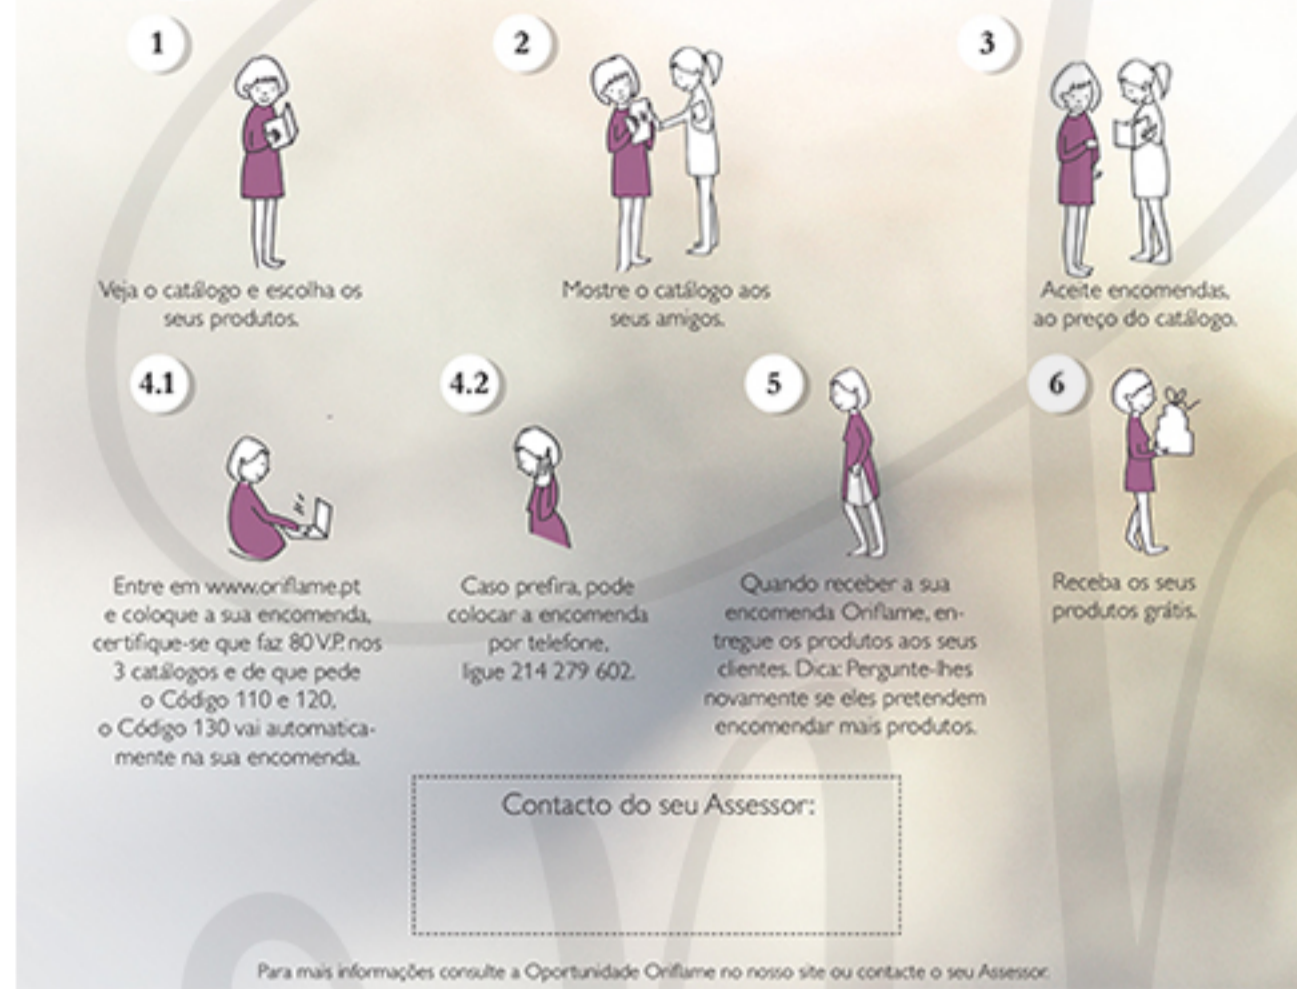 1
Veja o catálogo e escolha os
seus produtos.
2
Mostre o catálogo aos
seus amigos.
3
Aceite encomendas,
ao preço do catálogo.
4.1
Entre em www.oriflame.pt
e coloque a sua encomenda,
certifique-se que faz 80 V.P. nos
3 catálogos e de que pede
o Código 110 e 120,
o Código 130 vai automatica-
mente na sua encomenda.
4.2
Caso prefira, pode
colocar a encomenda
por telefone,
ligue 214 279 602.
5
Quando receber a sua
encomenda Oriflame, en-
tregue os produtos aos seus
clientes. Dica: Pergunte-lhes
novamente se eles pretendem
encomendar mais produtos.
6
Receba os seus
produtos grátis.
Contacto do seu Assessor:
Para mais informações consulte a Oportunidade Oriflame no nosso site ou contacte o seu Assessor.